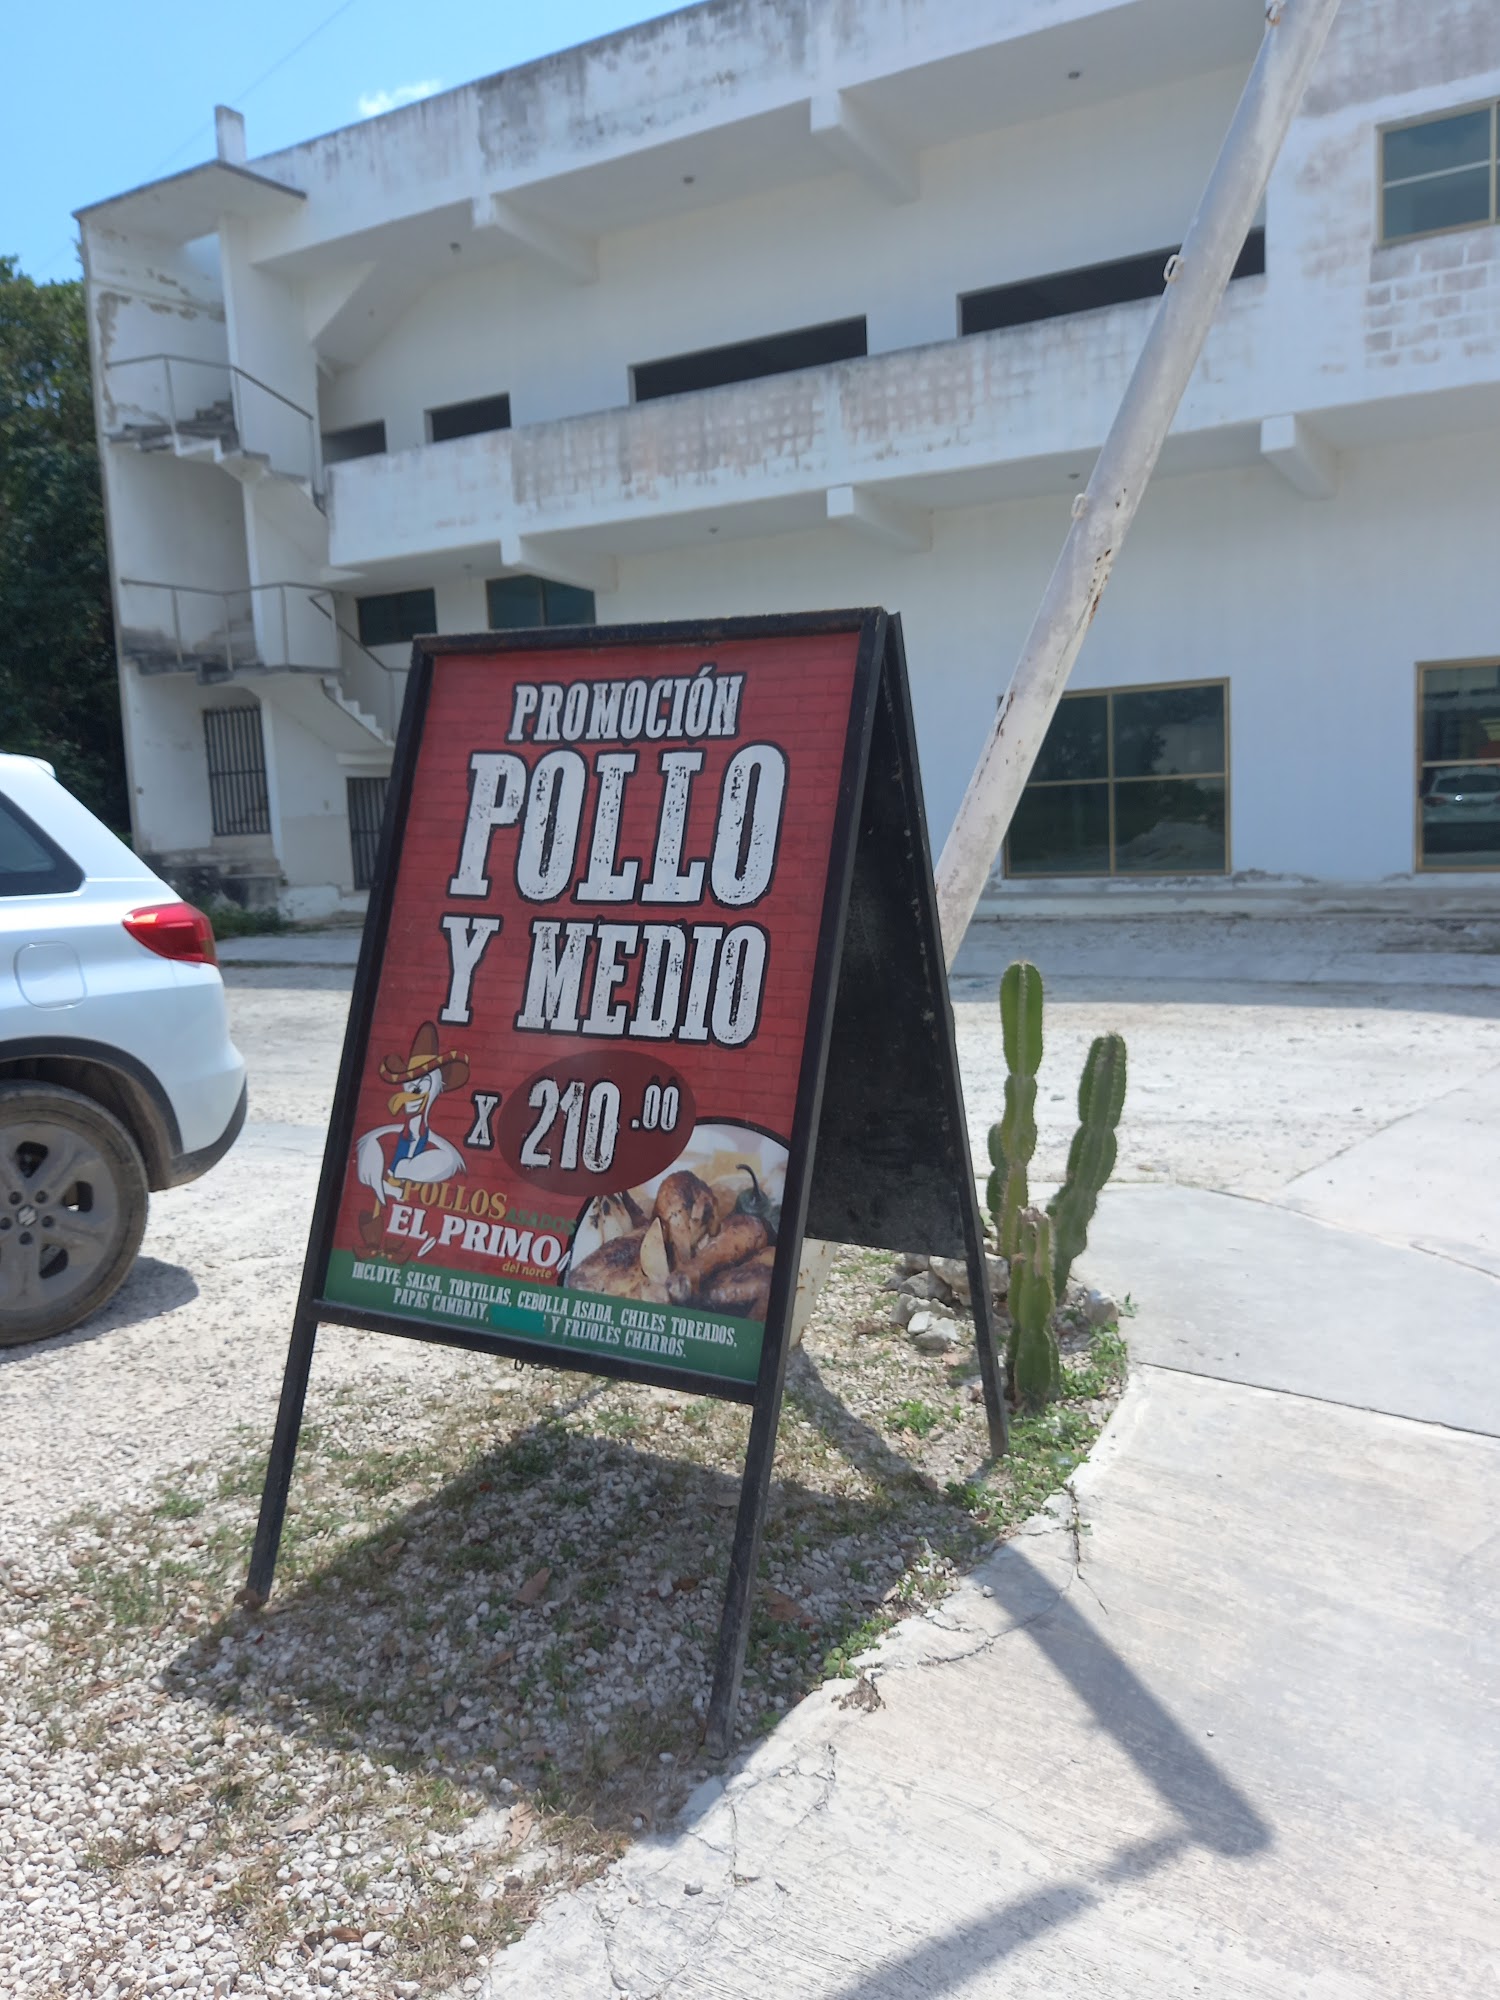 PROMOCIÓN
POLLO
Y MEDIO
X 210.00
POLLOS ASADOS
EL PRIMO
del norte
INCLUYE: SALSA, TORTILLAS, CEBOLLA ASADA, CHILES TOREADOS,
PAPAS CAMBRAY, Y FRIJOLES CHARROS.